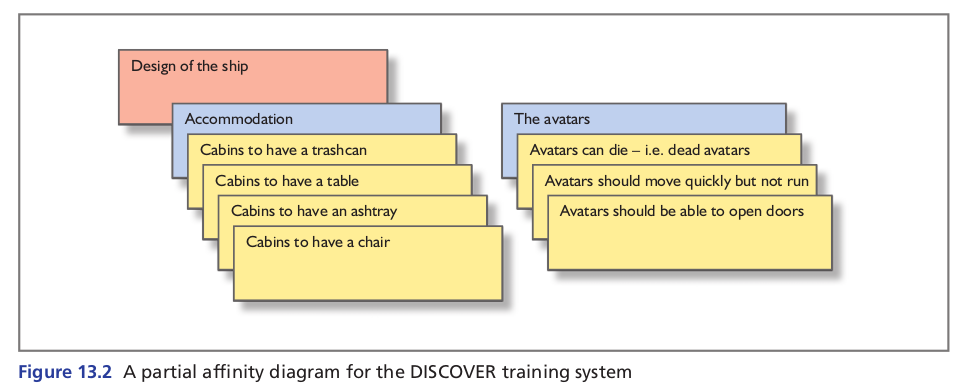 Design of the ship
Accommodation
Cabins to have a trashcan
Cabins to have a table
Cabins to have an ashtray
Cabins to have a chair
The avatars
Avatars can die – i.e. dead avatars
Avatars should move quickly but not run
Avatars should be able to open doors
Figure 13.2 A partial affinity diagram for the DISCOVER training system